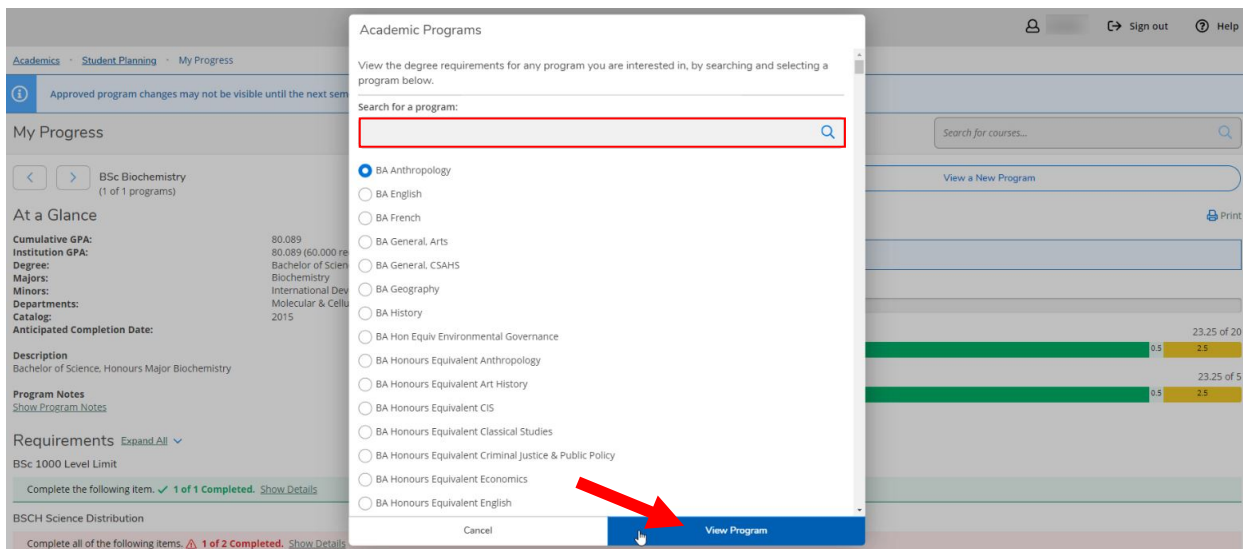 Sign out
Help
Academics · Student Planning · My Progress
Approved program changes may not be visible until the next sem
My Progress
Search for courses...
BSc Biochemistry
(1 of 1 programs)
View a New Program
At a Glance
Print
Cumulative GPA: 80.089
Institution GPA: 80.089 (60.000 re
Degree: Bachelor of Scien
Majors: Biochemistry
Minors: International Dev
Departments: Molecular & Cellu
Catalog: 2015
Anticipated Completion Date:
23.25 of 20
0.5 2.5
Description
Bachelor of Science, Honours Major Biochemistry
23.25 of 5
0.5 2.5
Program Notes
Show Program Notes
Requirements Expand All
BSc 1000 Level Limit
Complete the following item. ✓ 1 of 1 Completed. Show Details
BSCH Science Distribution
Complete all of the following items. ⚠ 1 of 2 Completed. Show Details
Academic Programs
View the degree requirements for any program you are interested in, by searching and selecting a
program below.
Search for a program:
BA Anthropology
BA English
BA French
BA General, Arts
BA General, CSAHS
BA Geography
BA History
BA Hon Equiv Environmental Governance
BA Honours Equivalent Anthropology
BA Honours Equivalent Art History
BA Honours Equivalent CIS
BA Honours Equivalent Classical Studies
BA Honours Equivalent Criminal Justice & Public Policy
BA Honours Equivalent Economics
BA Honours Equivalent English
Cancel
View Program